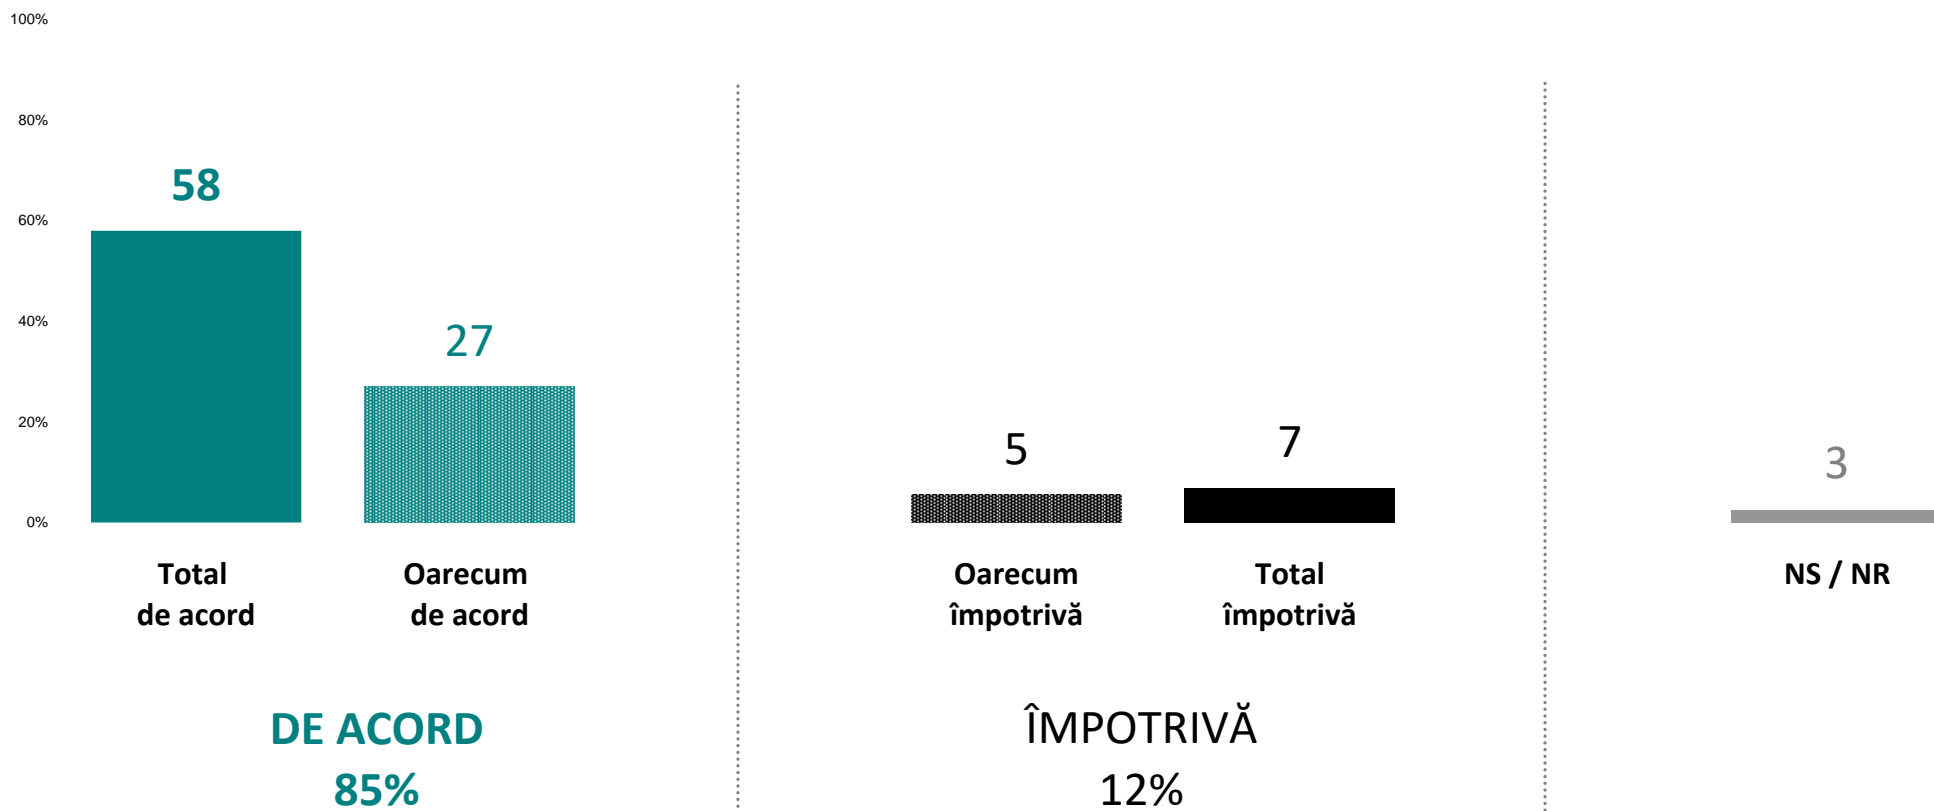 100%
80%
60%
40%
20%
0%
58
27
5
7
3
Total
de acord
Oarecum
de acord
Oarecum
împotrivă
Total
împotrivă
NS / NR
DE ACORD
85%
ÎMPOTRIVĂ
12%